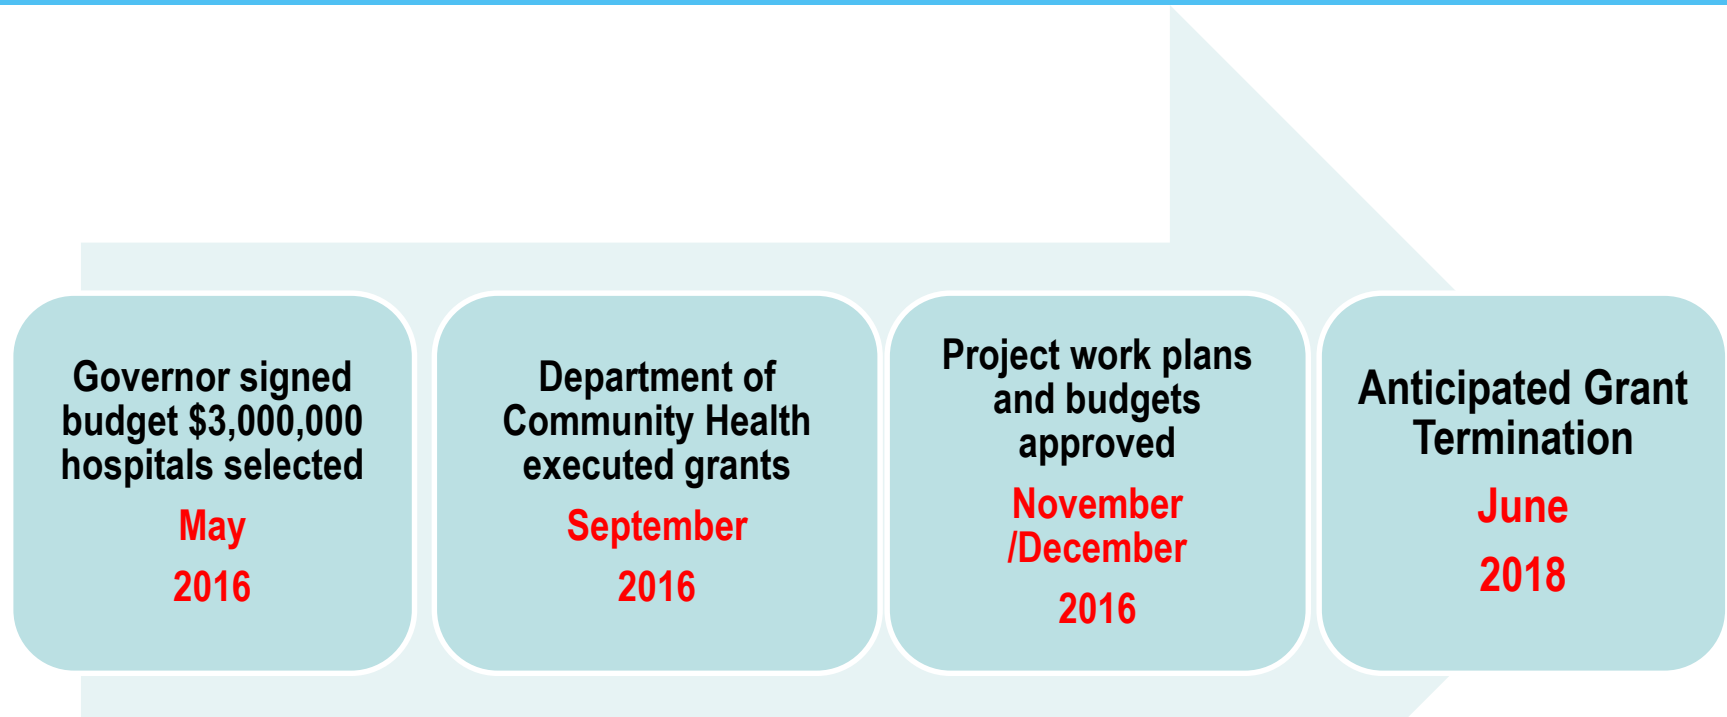 Governor signed
budget $3,000,000
hospitals selected
May
2016
Department of
Community Health
executed grants
September
2016
Project work plans
and budgets
approved
November
/December
2016
Anticipated Grant
Termination
June
2018